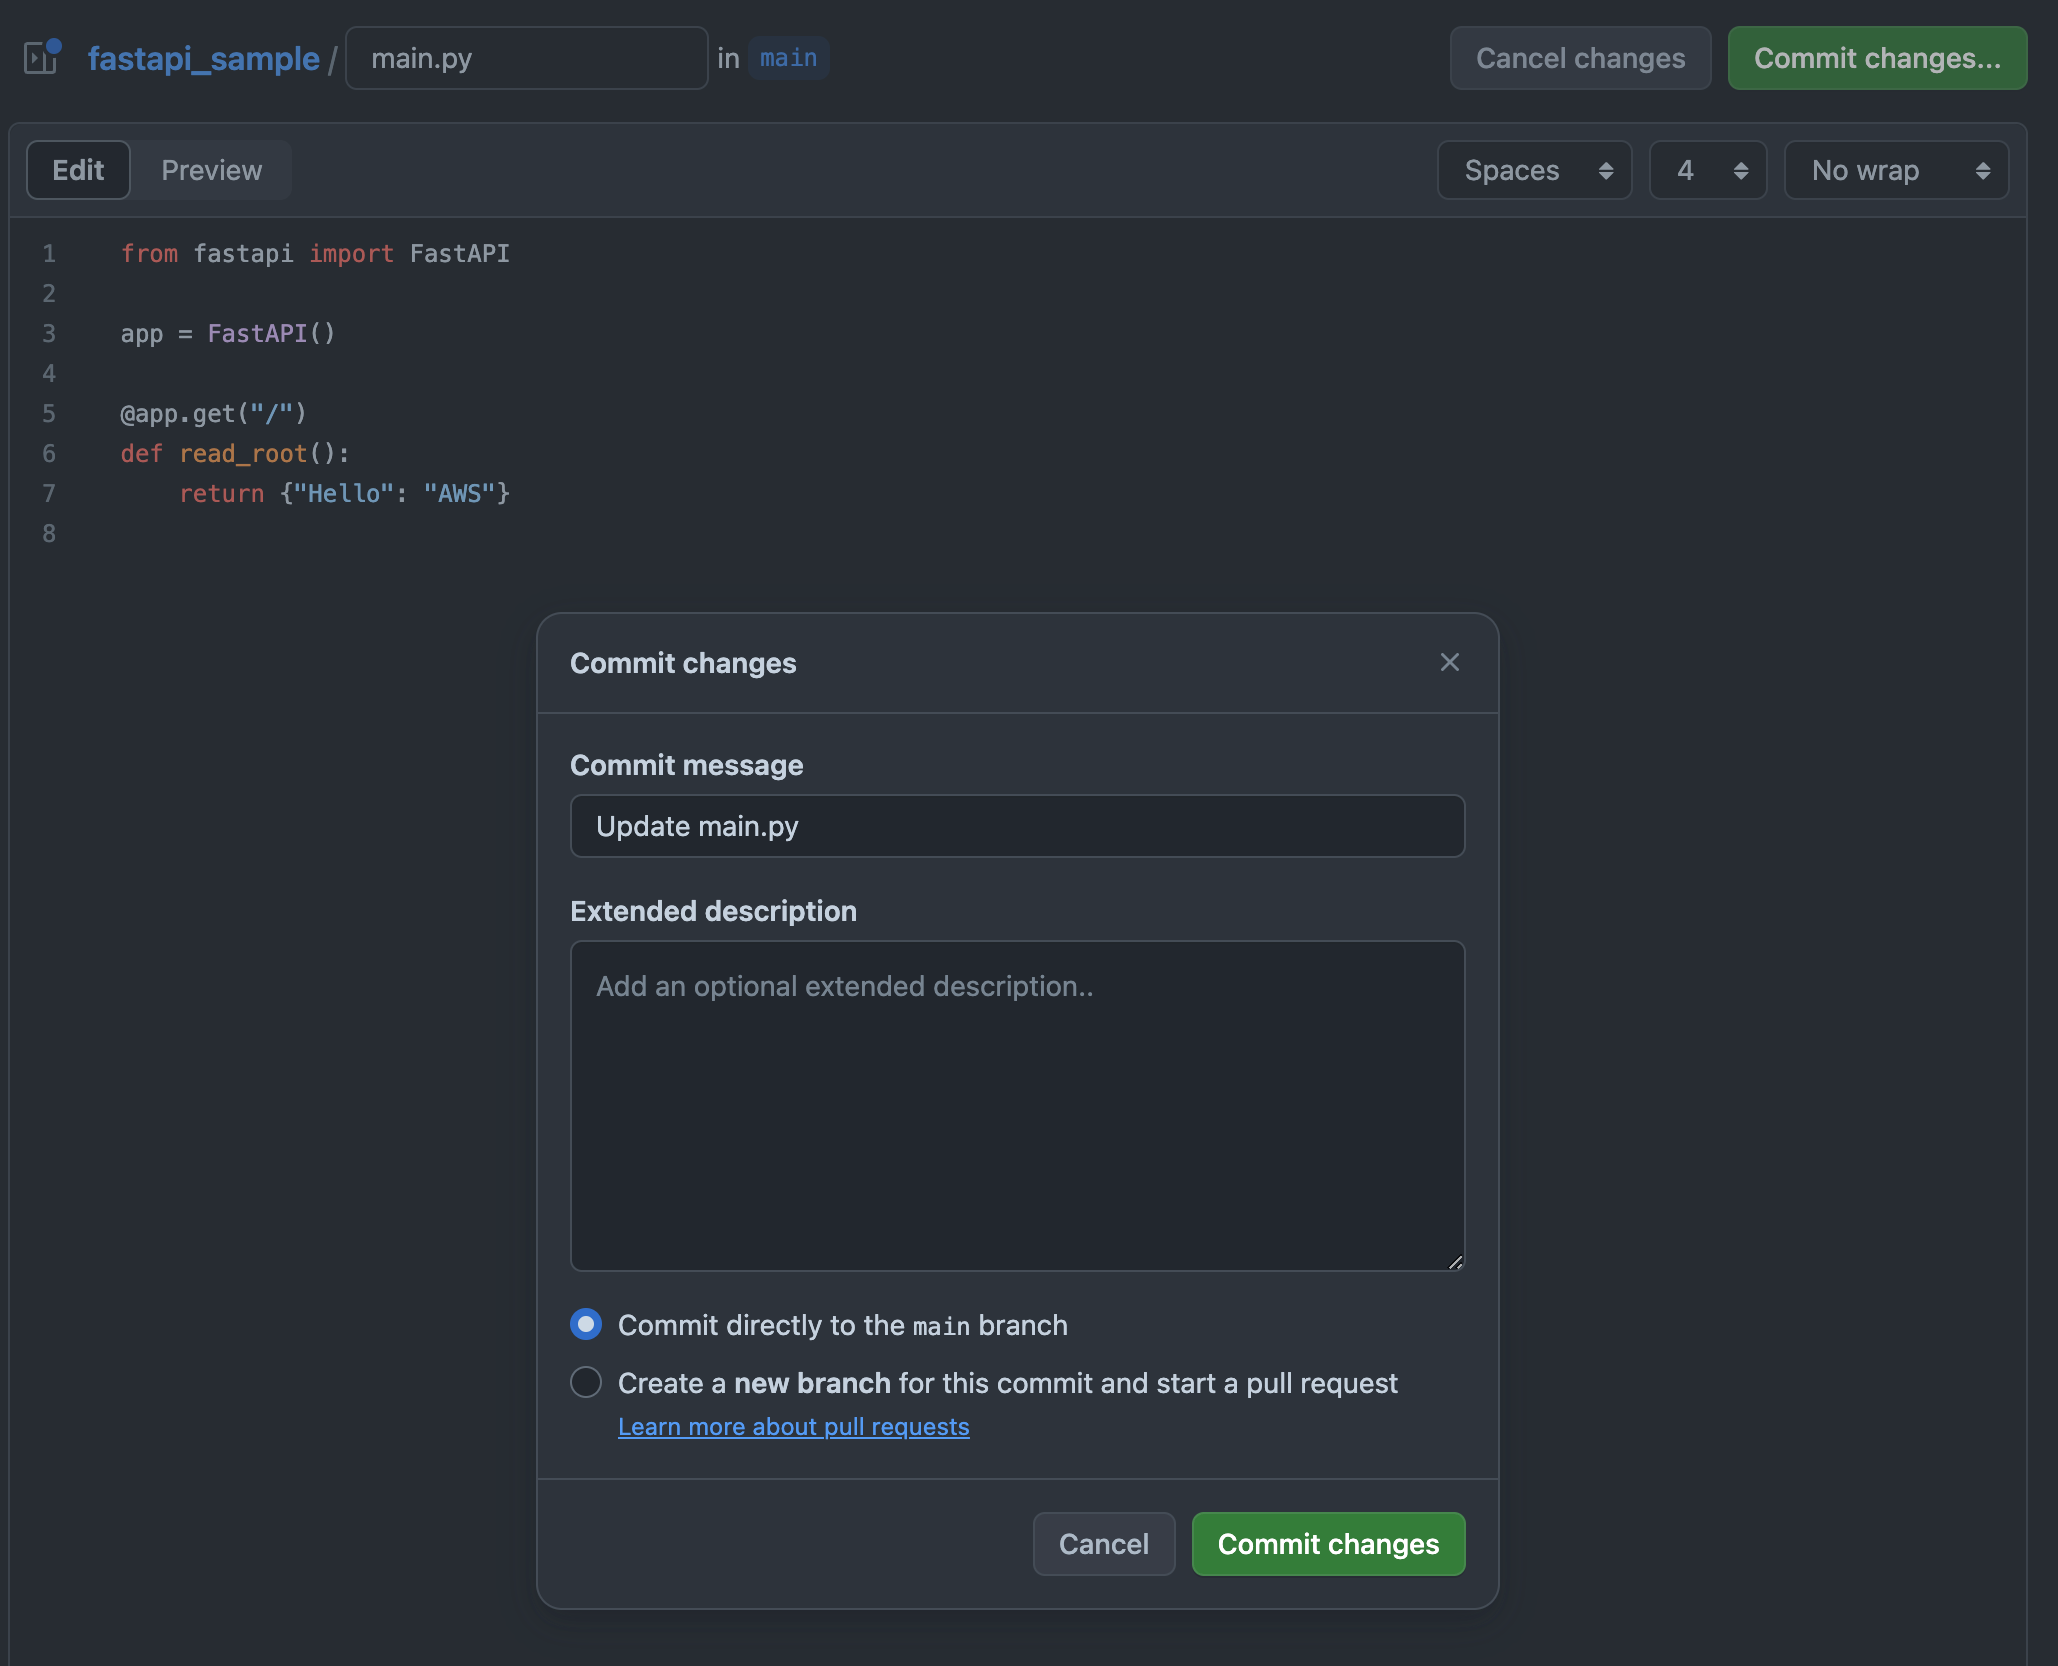 fastapi_sample / main.py in main Cancel changes Commit changes...
Edit Preview Spaces 4 No wrap
1 from fastapi import FastAPI
2
3 app = FastAPI()
4
5 @app.get("/")
6 def read_root():
7     return {"Hello": "AWS"}
8
Commit changes
Commit message
Update main.py
Extended description
Add an optional extended description..
Commit directly to the main branch
Create a new branch for this commit and start a pull request
Learn more about pull requests
Cancel Commit changes